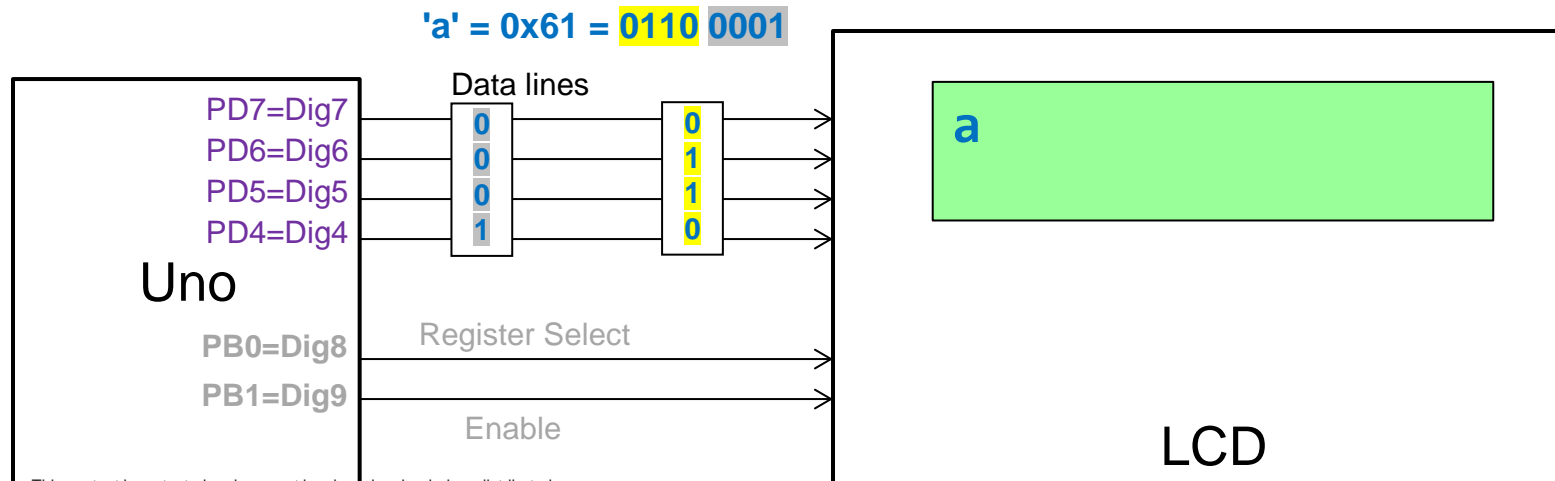 'a' = 0x61 = 0110 0001
Data lines
PD7=Dig7 0 0
PD6=Dig6 0 1
PD5=Dig5 0 1
PD4=Dig4 1 0
a
Uno
PB0=Dig8 Register Select
PB1=Dig9
Enable
LCD